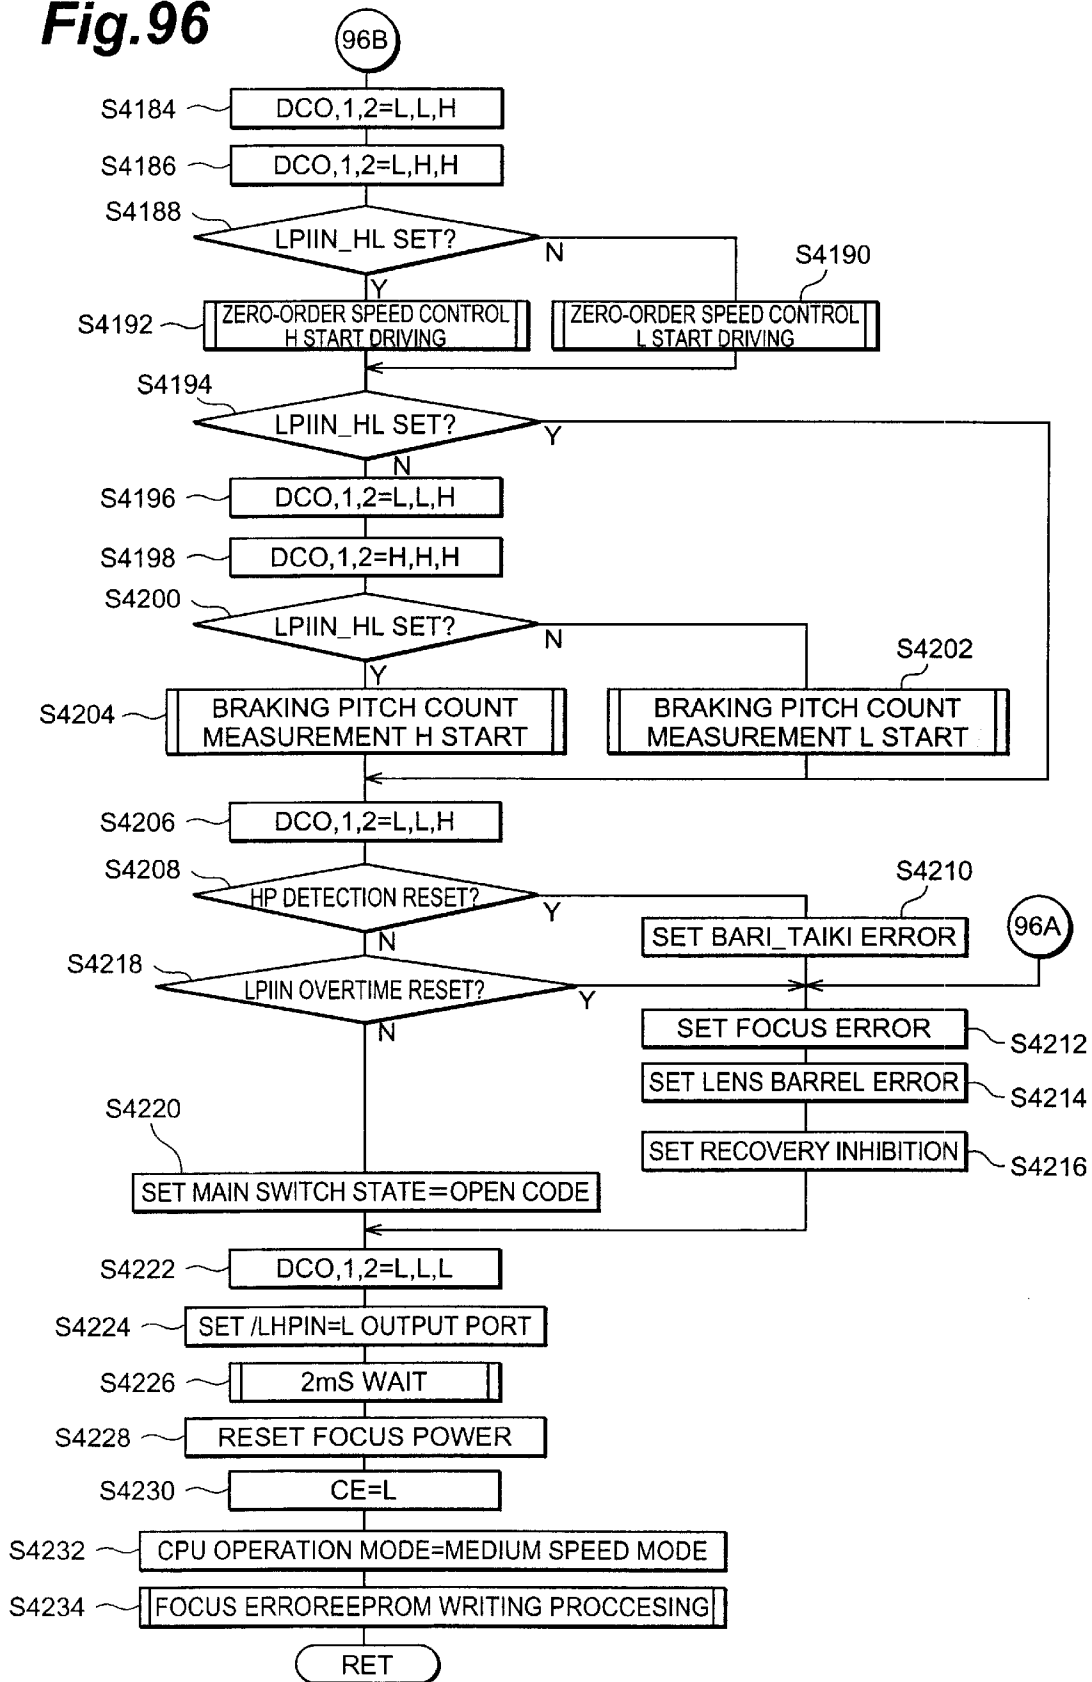 Fig.96
96B
S4184
DCO,1,2=L,L,H
S4186
DCO,1,2=L,H,H
S4188
LPIIN_HL SET?
N
Y
S4190
S4192
ZERO-ORDER SPEED CONTROL
H START DRIVING
ZERO-ORDER SPEED CONTROL
L START DRIVING
S4194
LPIIN_HL SET?
Y
N
S4196
DCO,1,2=L,L,H
S4198
DCO,1,2=H,H,H
S4200
LPIIN_HL SET?
N
Y
S4202
S4204
BRAKING PITCH COUNT
MEASUREMENT H START
BRAKING PITCH COUNT
MEASUREMENT L START
S4206
DCO,1,2=L,L,H
S4208
HP DETECTION RESET?
Y
N
S4210
SET BARI_TAIKI ERROR
96A
S4218
LPIIN OVERTIME RESET?
Y
N
SET FOCUS ERROR
S4212
SET LENS BARREL ERROR
S4214
SET RECOVERY INHIBITION
S4216
S4220
SET MAIN SWITCH STATE=OPEN CODE
S4222
DCO,1,2=L,L,L
S4224
SET /LHPIN=L OUTPUT PORT
S4226
2mS WAIT
S4228
RESET FOCUS POWER
S4230
CE=L
S4232
CPU OPERATION MODE=MEDIUM SPEED MODE
S4234
FOCUS ERROREEPROM WRITING PROCCESING
RET